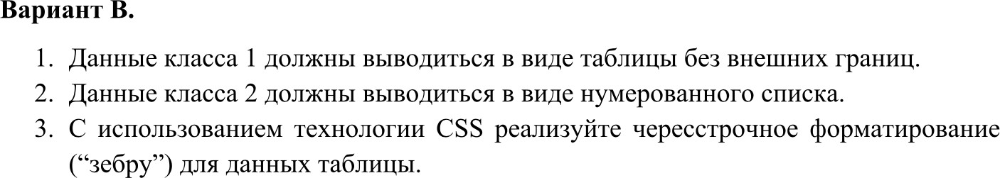 Вариант В.
1. Данные класса 1 должны выводиться в виде таблицы без внешних границ.
2. Данные класса 2 должны выводиться в виде нумерованного списка.
3. С использованием технологии CSS реализуйте чересстрочное форматирование
(“зебру”) для данных таблицы.